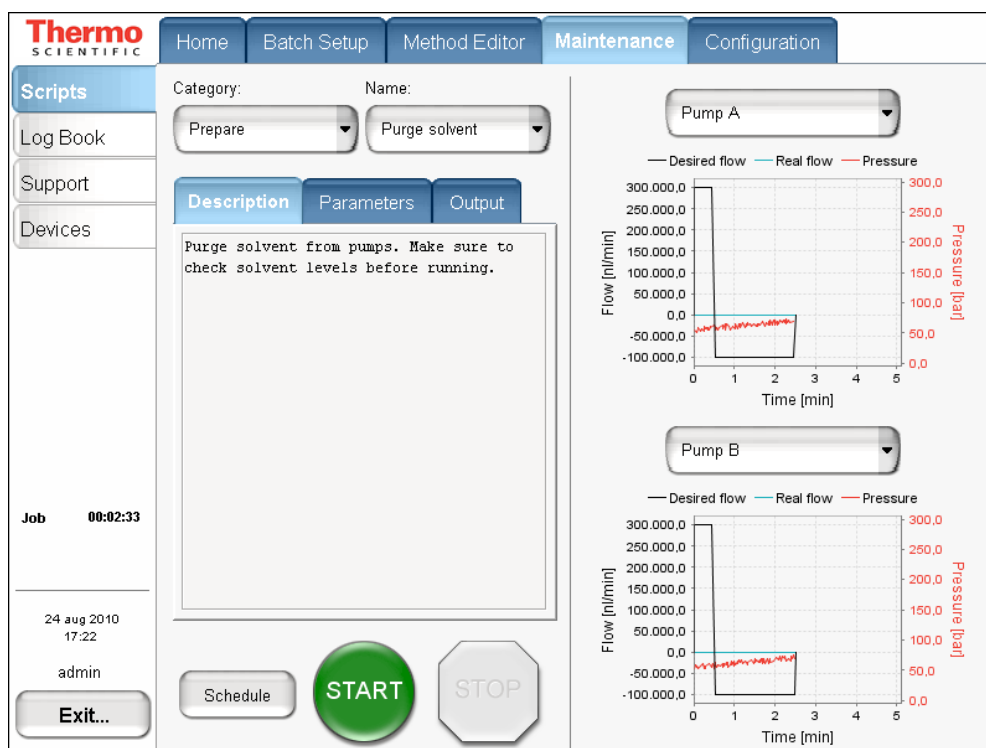 Thermo
SCIENTIFIC
Home
Batch Setup
Method Editor
Maintenance
Configuration
Scripts
Log Book
Support
Devices
Job 00:02:33
24 aug 2010
17:22
admin
Exit...
Category: Name:
Prepare Purge solvent
Description Parameters Output
Purge solvent from pumps. Make sure to
check solvent levels before running.
Schedule
START
STOP
Pump A
Desired flow Real flow Pressure
Flow [nl/min]
300.000,0
250.000,0
200.000,0
150.000,0
100.000,0
50.000,0
0,0
-50.000,0
-100.000,0
300,0
250,0
200,0
150,0
100,0
50,0
0,0
Pressure [bar]
0 1 2 3 4 5
Time [min]
Pump B
Desired flow Real flow Pressure
Flow [nl/min]
300.000,0
250.000,0
200.000,0
150.000,0
100.000,0
50.000,0
0,0
-50.000,0
-100.000,0
300,0
250,0
200,0
150,0
100,0
50,0
0,0
Pressure [bar]
0 1 2 3 4 5
Time [min]